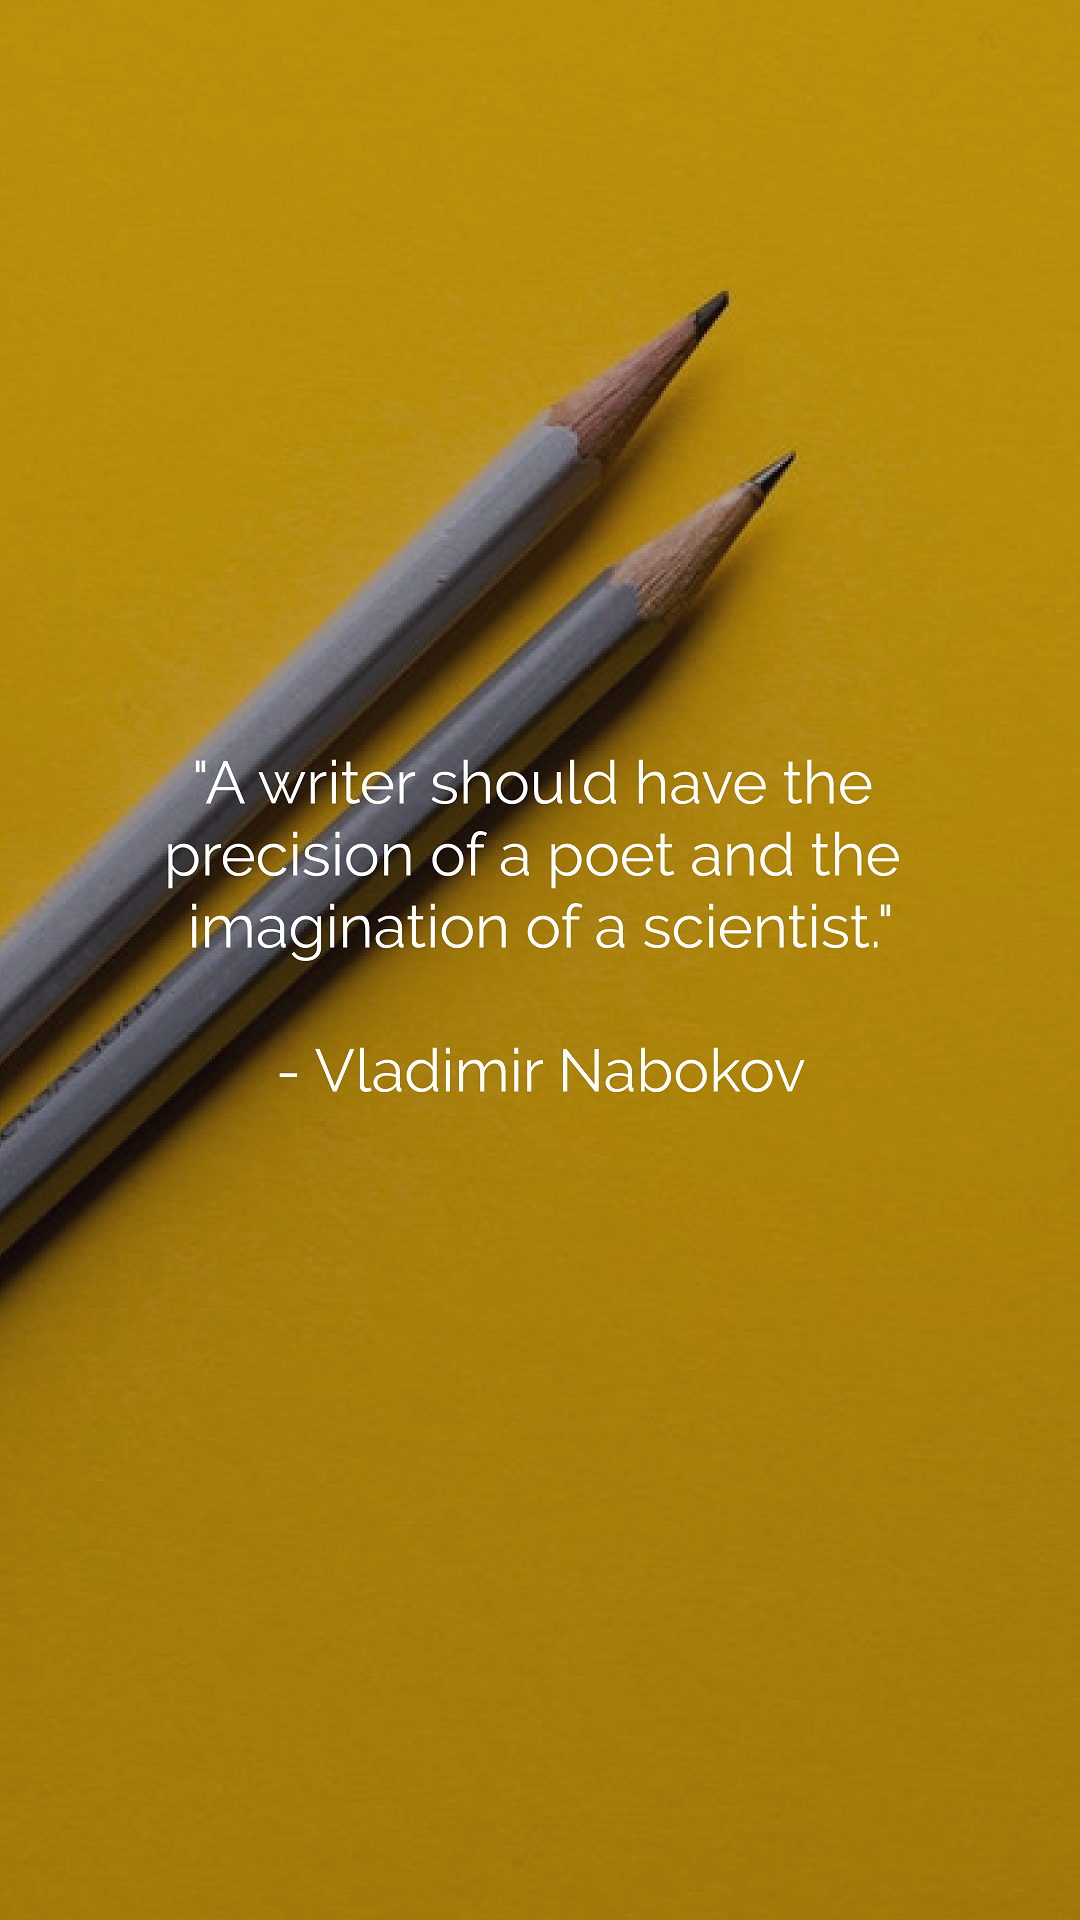 "A writer should have the
precision of a poet and the
imagination of a scientist."
- Vladimir Nabokov